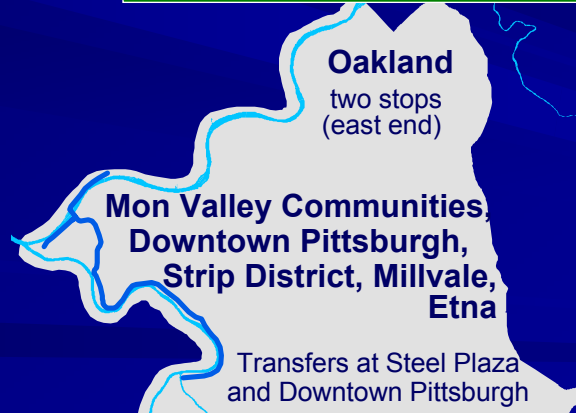 Oakland
two stops
(east end)
Mon Valley Communities,
Downtown Pittsburgh,
Strip District, Millvale,
Etna
Transfers at Steel Plaza
and Downtown Pittsburgh